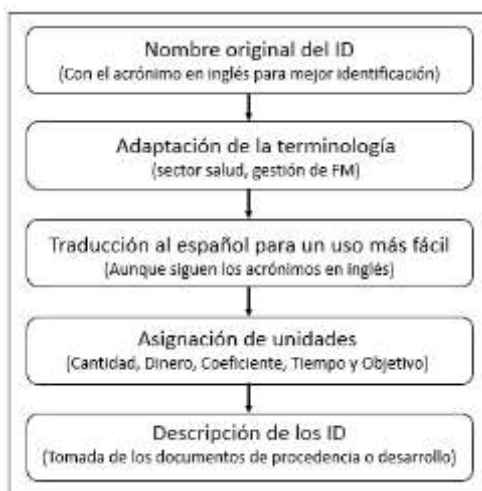 Nombre original del ID
(Con el acrónimo en inglés para mejor identificación)
Adaptación de la terminología
(sector salud, gestión de FM)
Traducción al español para un uso más fácil
(Aunque siguen los acrónimos en inglés)
Asignación de unidades
(Cantidad, Dinero, Coeficiente, Tiempo y Objetivo)
Descripción de los ID
(Tomada de los documentos de procedencia o desarrollo)